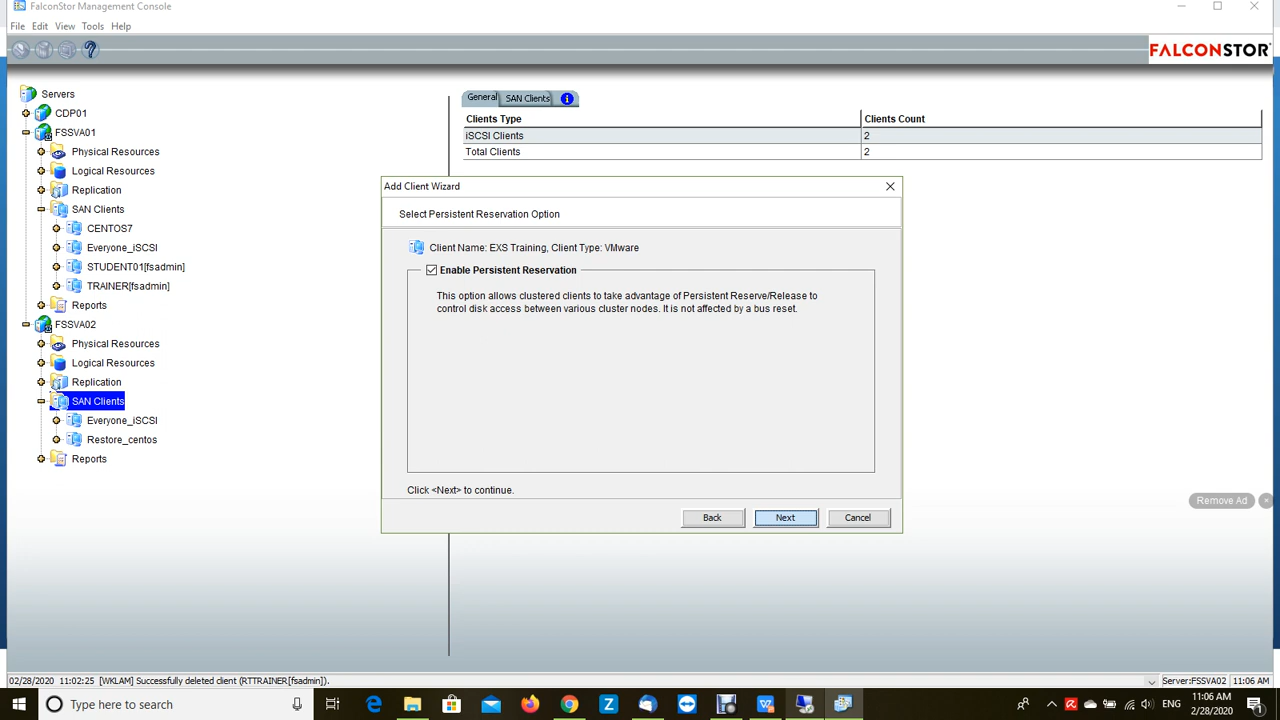 FalconStor Management Console
File Edit View Tools Help
FALCONSTOR
Servers
CDP01
FSSVA01
Physical Resources
Logical Resources
Replication
SAN Clients
CENTOS7
Everyone_iSCSI
STUDENT01[fsadmin]
TRAINER[fsadmin]
Reports
FSSVA02
Physical Resources
Logical Resources
Replication
SAN Clients
Everyone_iSCSI
Restore_centos
Reports
General SAN Clients
Clients Type Clients Count
iSCSI Clients 2
Total Clients 2
Add Client Wizard
Select Persistent Reservation Option
Client Name: EXS Training, Client Type: VMware
Enable Persistent Reservation
This option allows clustered clients to take advantage of Persistent Reserve/Release to
control disk access between various cluster nodes. It is not affected by a bus reset.
Click <Next> to continue.
Back Next Cancel
Remove Ad
02/28/2020 11:02:25 [WKLAM] Successfully deleted client (RTTRAINER[fsadmin]).
Server:FSSVA02 11:06 AM
Type here to search
ENG
11:06 AM
2/28/2020